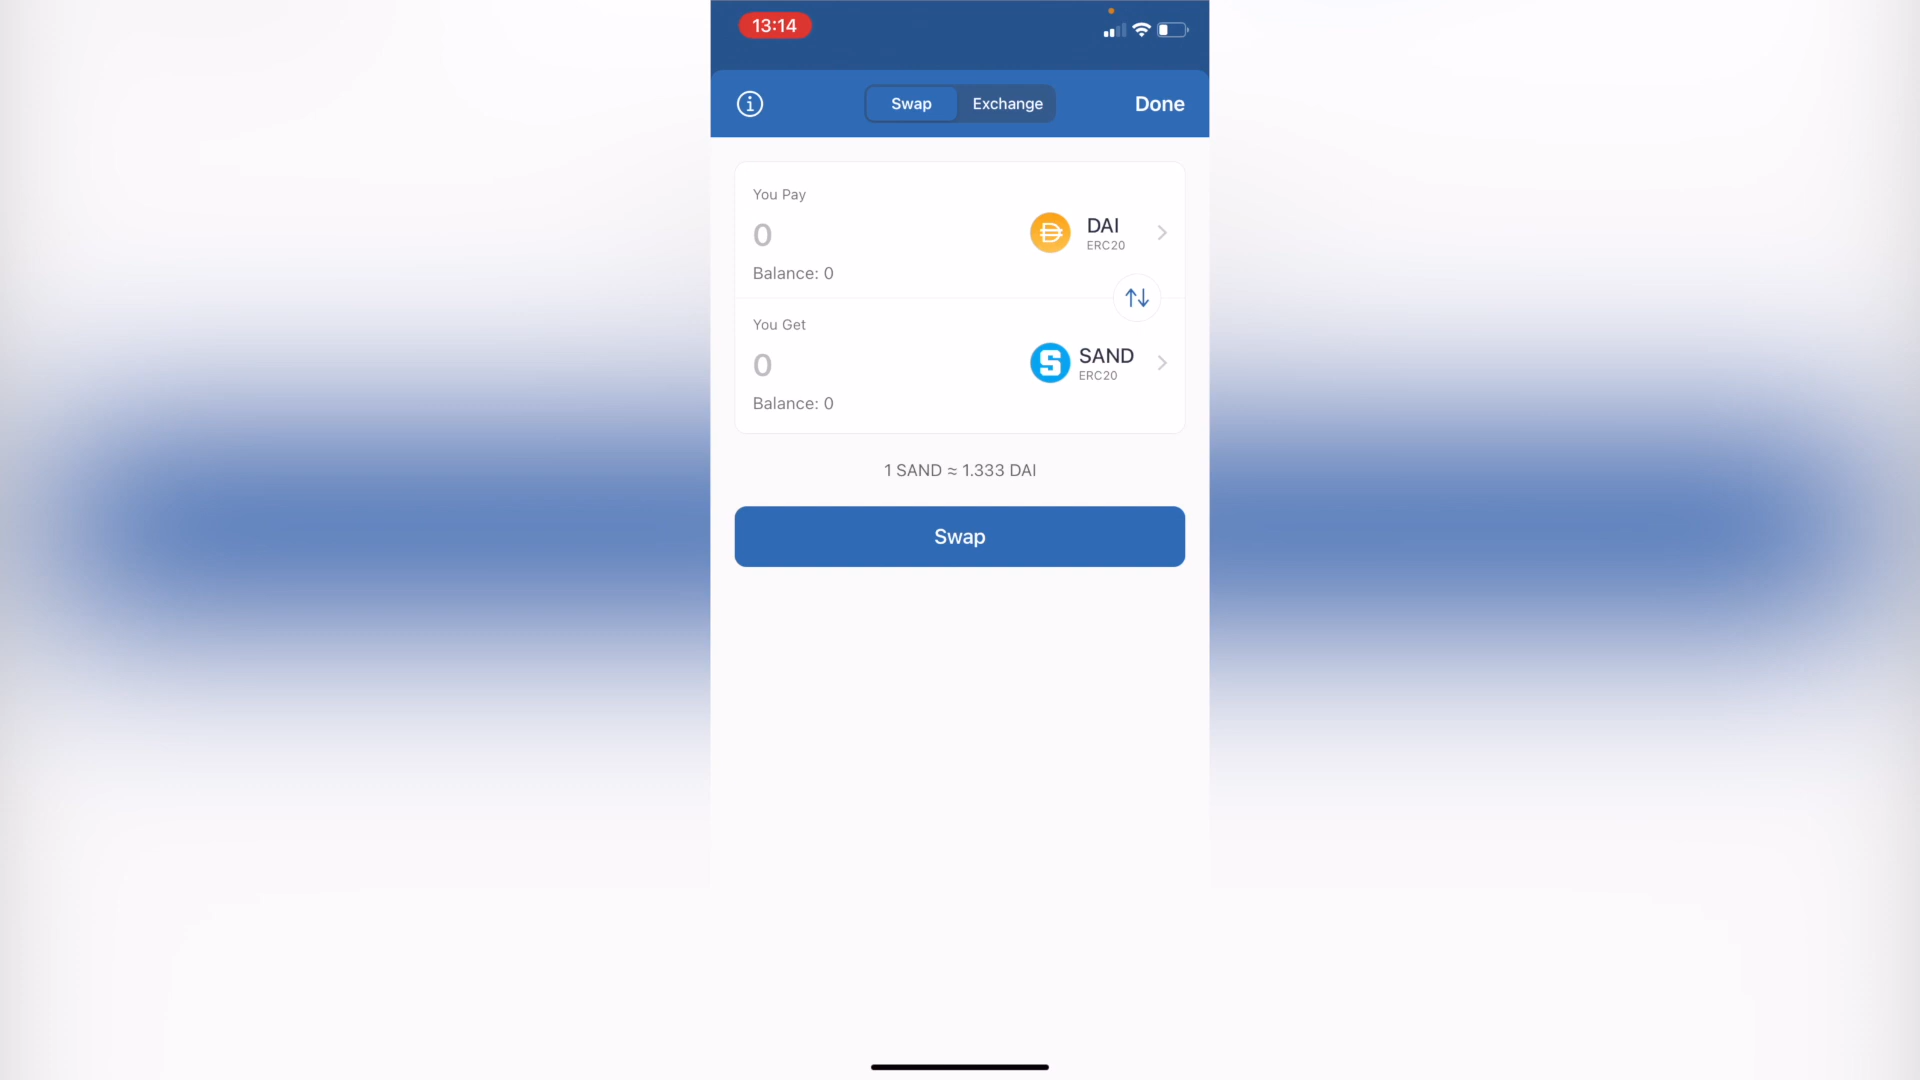 13:14
Swap Exchange Done
You Pay
0
DAI
ERC20
Balance: 0
You Get
0
SAND
ERC20
Balance: 0
1 SAND ≈ 1.333 DAI
Swap